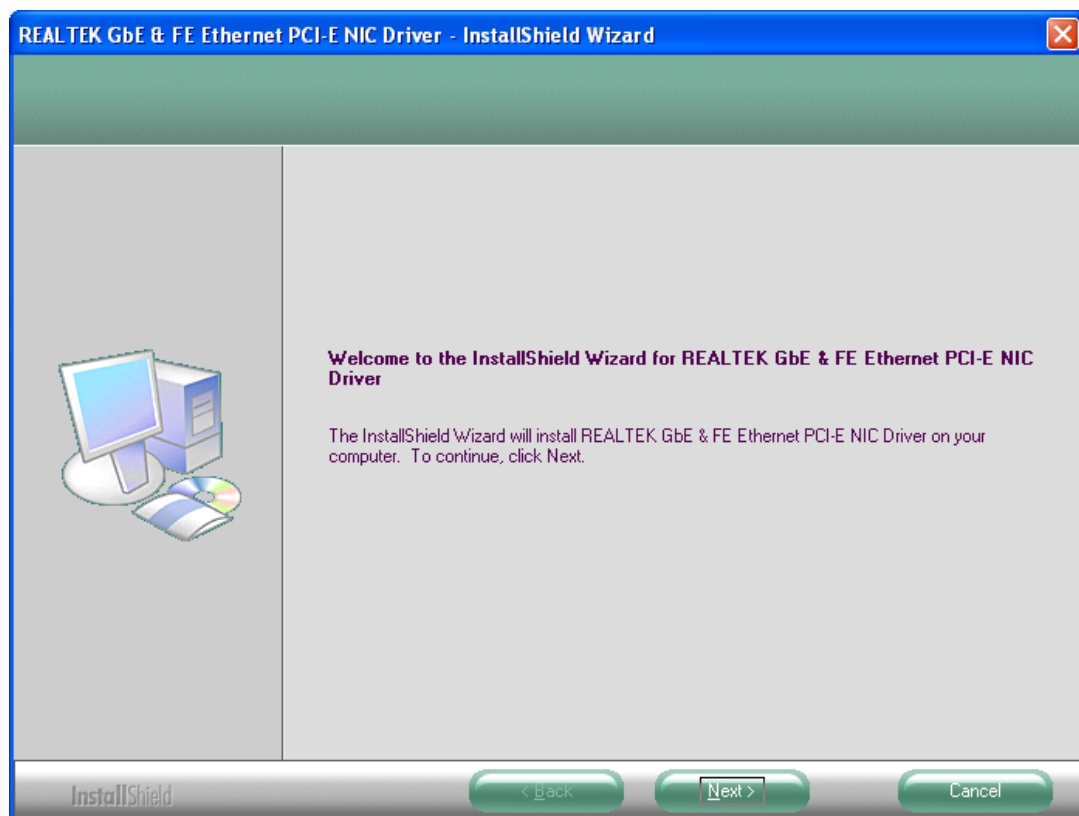 REALTEK GbE & FE Ethernet PCI-E NIC Driver - InstallShield Wizard
Welcome to the InstallShield Wizard for REALTEK GbE & FE Ethernet PCI-E NIC
Driver
The InstallShield Wizard will install REALTEK GbE & FE Ethernet PCI-E NIC Driver on your
computer. To continue, click Next.
InstallShield
< Back
Next >
Cancel